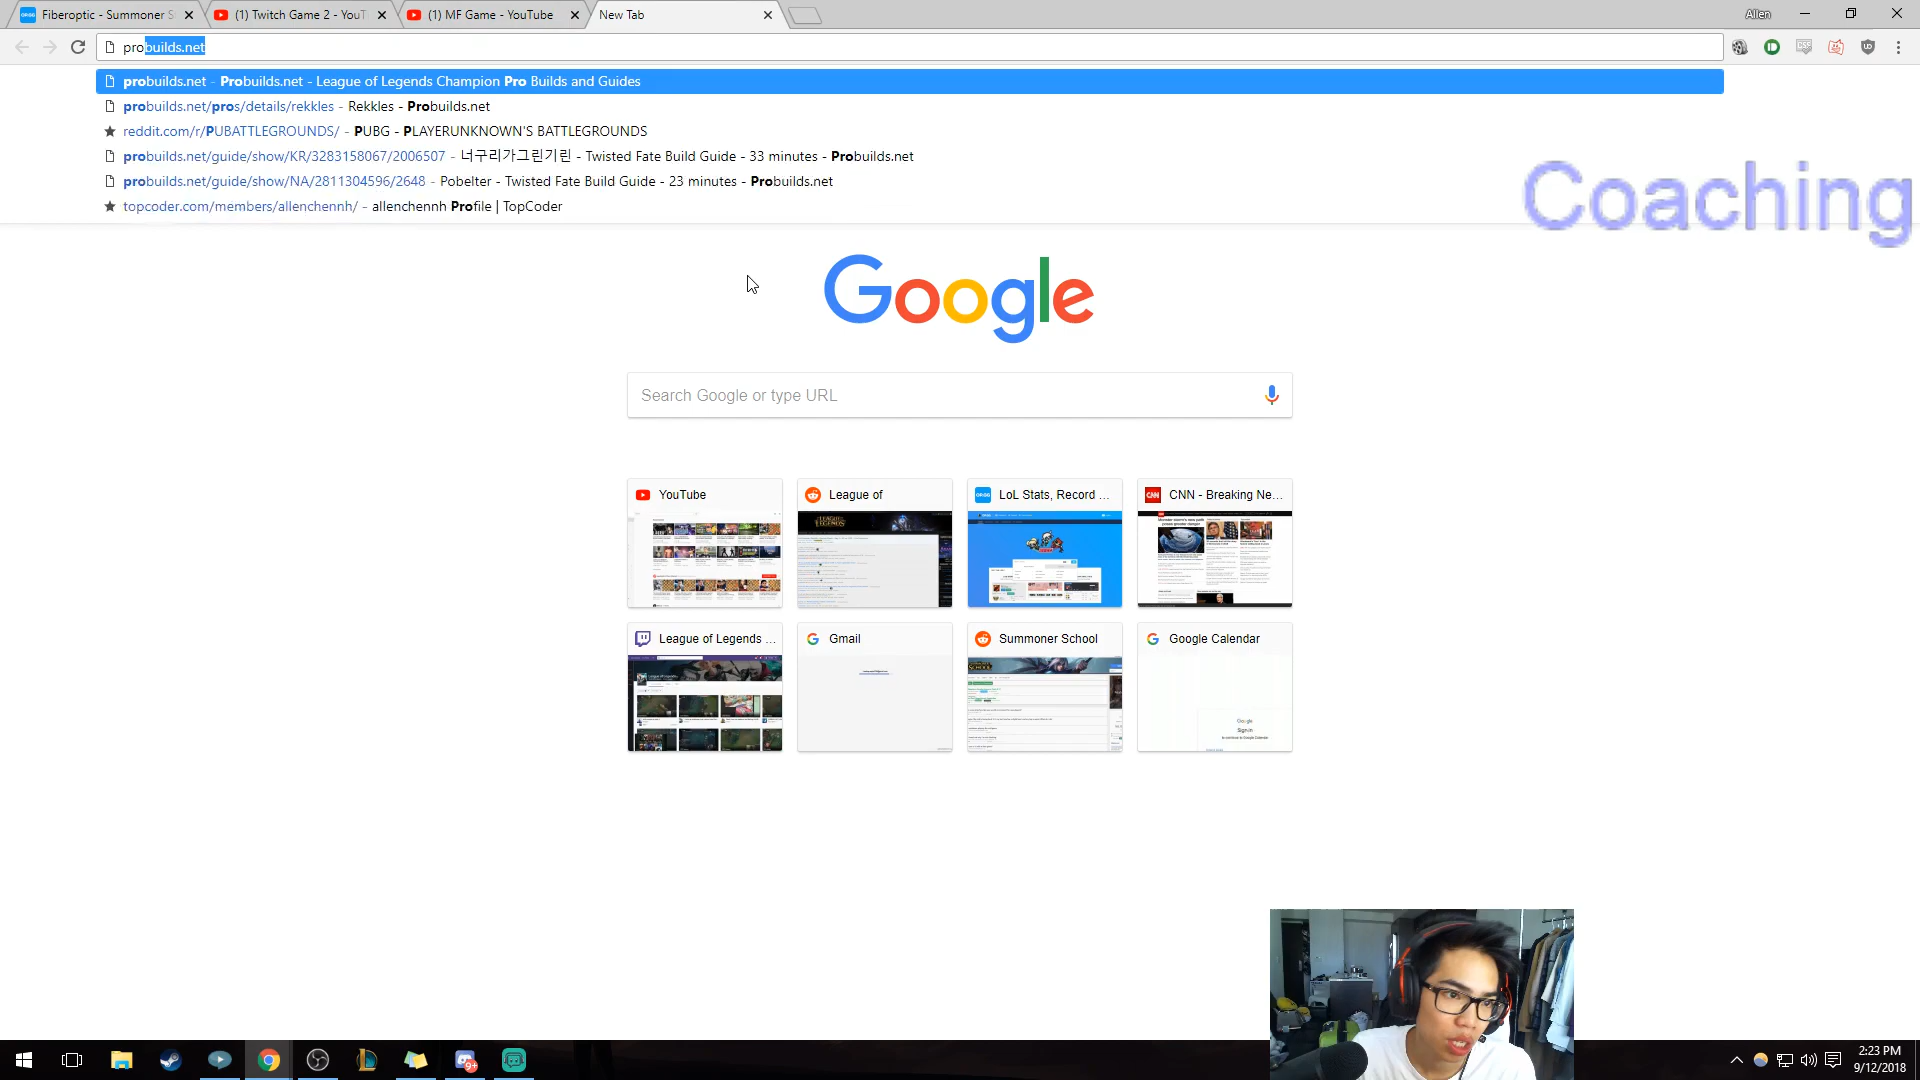 Fiberoptic - Summoner S
(1) Twitch Game 2 - YouT
(1) MF Game - YouTube
New Tab
Allen
probuilds.net
probuilds.net - Probuilds.net - League of Legends Champion Pro Builds and Guides
probuilds.net/pros/details/rekkles - Rekkles - Probuilds.net
reddit.com/r/PUBATTLEGROUNDS/ - PUBG - PLAYERUNKNOWN'S BATTLEGROUNDS
probuilds.net/guide/show/KR/3283158067/2006507 - 너구리가그린기린 - Twisted Fate Build Guide - 33 minutes - Probuilds.net
probuilds.net/guide/show/NA/2811304596/2648 - Pobelter - Twisted Fate Build Guide - 23 minutes - Probuilds.net
topcoder.com/members/allenchennh/ - allenchennh Profile | TopCoder
Coaching
Google
Search Google or type URL
YouTube
League of
LoL Stats, Record ...
CNN - Breaking Ne...
League of Legends ...
Gmail
Summoner School
Google Calendar
2:23 PM
9/12/2018